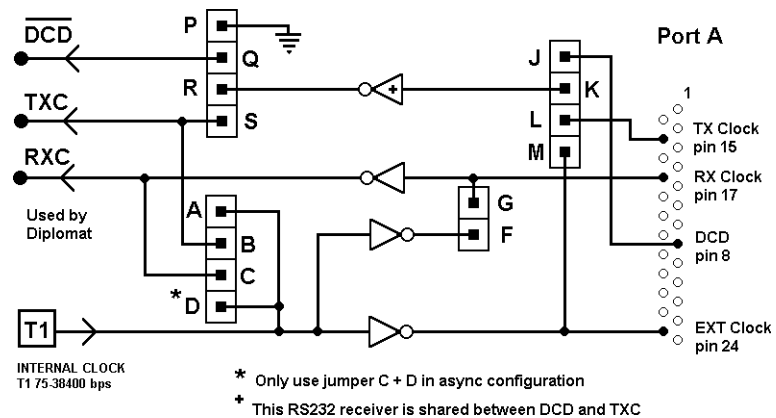 DCD
TXC
RXC
Used by
Diplomat
T1
INTERNAL CLOCK
T1 75-38400 bps
P
Q
R
S
A
B
C
*D
G
F
J
K
+
L
M
Port A
1
TX Clock
pin 15
RX Clock
pin 17
DCD
pin 8
EXT Clock
pin 24
* Only use jumper C + D in async configuration
+ This RS232 receiver is shared between DCD and TXC